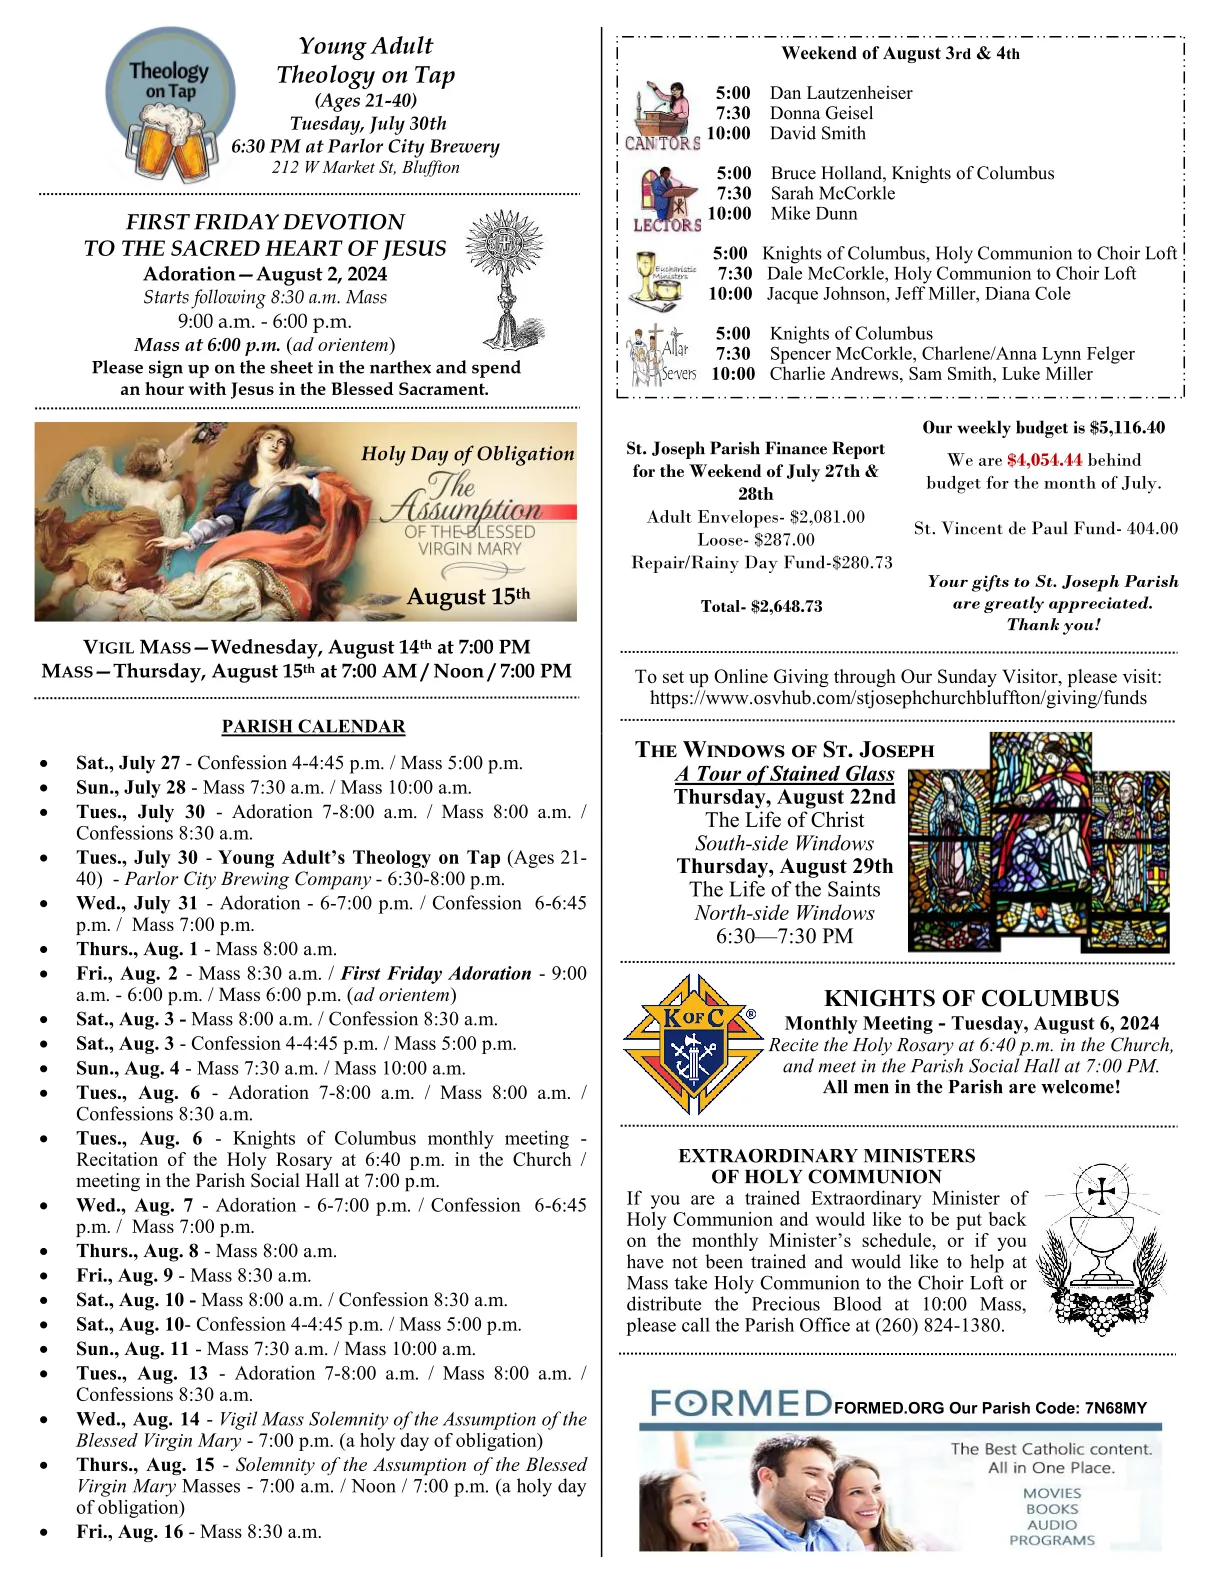 Theology
on Tap
Young Adult
Theology on Tap
(Ages 21-40)
Tuesday, July 30th
6:30 PM at Parlor City Brewery
212 W Market St, Bluffton
FIRST FRIDAY DEVOTION
TO THE SACRED HEART OF JESUS
Adoration—August 2, 2024
Starts following 8:30 a.m. Mass
9:00 a.m. - 6:00 p.m.
Mass at 6:00 p.m. (ad orientem)
Please sign up on the sheet in the narthex and spend
an hour with Jesus in the Blessed Sacrament.
Holy Day of Obligation
The
Assumption
OF THE BLESSED
VIRGIN MARY
August 15th
VIGIL MASS—Wednesday, August 14th at 7:00 PM
MASS—Thursday, August 15th at 7:00 AM / Noon / 7:00 PM
PARISH CALENDAR
• Sat., July 27 - Confession 4-4:45 p.m. / Mass 5:00 p.m.
• Sun., July 28 - Mass 7:30 a.m. / Mass 10:00 a.m.
• Tues., July 30 - Adoration 7-8:00 a.m. / Mass 8:00 a.m. /
Confessions 8:30 a.m.
• Tues., July 30 - Young Adult's Theology on Tap (Ages 21-
40) - Parlor City Brewing Company - 6:30-8:00 p.m.
• Wed., July 31 - Adoration - 6-7:00 p.m. / Confession 6-6:45
p.m. / Mass 7:00 p.m.
• Thurs., Aug. 1 - Mass 8:00 a.m.
• Fri., Aug. 2 - Mass 8:30 a.m. / First Friday Adoration - 9:00
a.m. - 6:00 p.m. / Mass 6:00 p.m. (ad orientem)
• Sat., Aug. 3 - Mass 8:00 a.m. / Confession 8:30 a.m.
• Sat., Aug. 3 - Confession 4-4:45 p.m. / Mass 5:00 p.m.
• Sun., Aug. 4 - Mass 7:30 a.m. / Mass 10:00 a.m.
• Tues., Aug. 6 - Adoration 7-8:00 a.m. / Mass 8:00 a.m. /
Confessions 8:30 a.m.
• Tues., Aug. 6 - Knights of Columbus monthly meeting -
Recitation of the Holy Rosary at 6:40 p.m. in the Church /
meeting in the Parish Social Hall at 7:00 p.m.
• Wed., Aug. 7 - Adoration - 6-7:00 p.m. / Confession 6-6:45
p.m. / Mass 7:00 p.m.
• Thurs., Aug. 8 - Mass 8:00 a.m.
• Fri., Aug. 9 - Mass 8:30 a.m.
• Sat., Aug. 10 - Mass 8:00 a.m. / Confession 8:30 a.m.
• Sat., Aug. 10- Confession 4-4:45 p.m. / Mass 5:00 p.m.
• Sun., Aug. 11 - Mass 7:30 a.m. / Mass 10:00 a.m.
• Tues., Aug. 13 - Adoration 7-8:00 a.m. / Mass 8:00 a.m. /
Confessions 8:30 a.m.
• Wed., Aug. 14 - Vigil Mass Solemnity of the Assumption of the
Blessed Virgin Mary - 7:00 p.m. (a holy day of obligation)
• Thurs., Aug. 15 - Solemnity of the Assumption of the Blessed
Virgin Mary Masses - 7:00 a.m. / Noon / 7:00 p.m. (a holy day
of obligation)
• Fri., Aug. 16 - Mass 8:30 a.m.
Weekend of August 3rd & 4th
CANTORS
5:00 Dan Lautzenheiser
7:30 Donna Geisel
10:00 David Smith
LECTORS
5:00 Bruce Holland, Knights of Columbus
7:30 Sarah McCorkle
10:00 Mike Dunn
Eucharistic
Ministers
5:00 Knights of Columbus, Holy Communion to Choir Loft
7:30 Dale McCorkle, Holy Communion to Choir Loft
10:00 Jacque Johnson, Jeff Miller, Diana Cole
Altar
Servers
5:00 Knights of Columbus
7:30 Spencer McCorkle, Charlene/Anna Lynn Felger
10:00 Charlie Andrews, Sam Smith, Luke Miller
St. Joseph Parish Finance Report
for the Weekend of July 27th &
28th
Adult Envelopes- $2,081.00
Loose- $287.00
Repair/Rainy Day Fund-$280.73
Total- $2,648.73
Our weekly budget is $5,116.40
We are $4,054.44 behind
budget for the month of July.
St. Vincent de Paul Fund- 404.00
Your gifts to St. Joseph Parish
are greatly appreciated.
Thank you!
To set up Online Giving through Our Sunday Visitor, please visit:
https://www.osvhub.com/stjosephchurchbluffton/giving/funds
THE WINDOWS OF ST. JOSEPH
A Tour of Stained Glass
Thursday, August 22nd
The Life of Christ
South-side Windows
Thursday, August 29th
The Life of the Saints
North-side Windows
6:30—7:30 PM
K OF C ®
KNIGHTS OF COLUMBUS
Monthly Meeting - Tuesday, August 6, 2024
Recite the Holy Rosary at 6:40 p.m. in the Church,
and meet in the Parish Social Hall at 7:00 PM.
All men in the Parish are welcome!
EXTRAORDINARY MINISTERS
OF HOLY COMMUNION
If you are a trained Extraordinary Minister of
Holy Communion and would like to be put back
on the monthly Minister's schedule, or if you
have not been trained and would like to help at
Mass take Holy Communion to the Choir Loft or
distribute the Precious Blood at 10:00 Mass,
please call the Parish Office at (260) 824-1380.
FORMED FORMED.ORG Our Parish Code: 7N68MY
The Best Catholic content.
All in One Place.
MOVIES
BOOKS
AUDIO
PROGRAMS